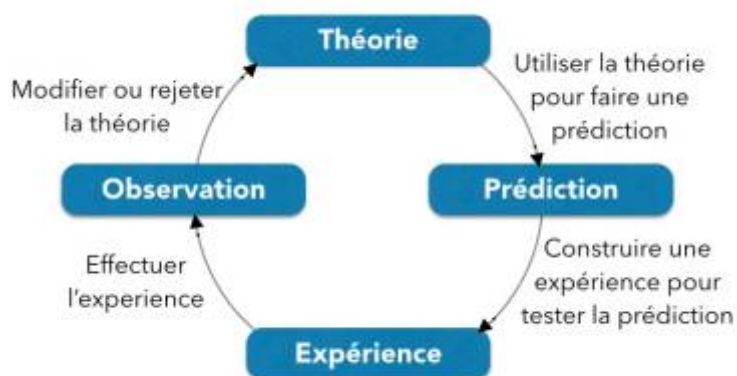 Théorie
Utiliser la théorie
pour faire une
prédiction
Modifier ou rejeter
la théorie
Observation
Prédiction
Effectuer
l'experience
Construire une
expérience pour
tester la prédiction
Expérience